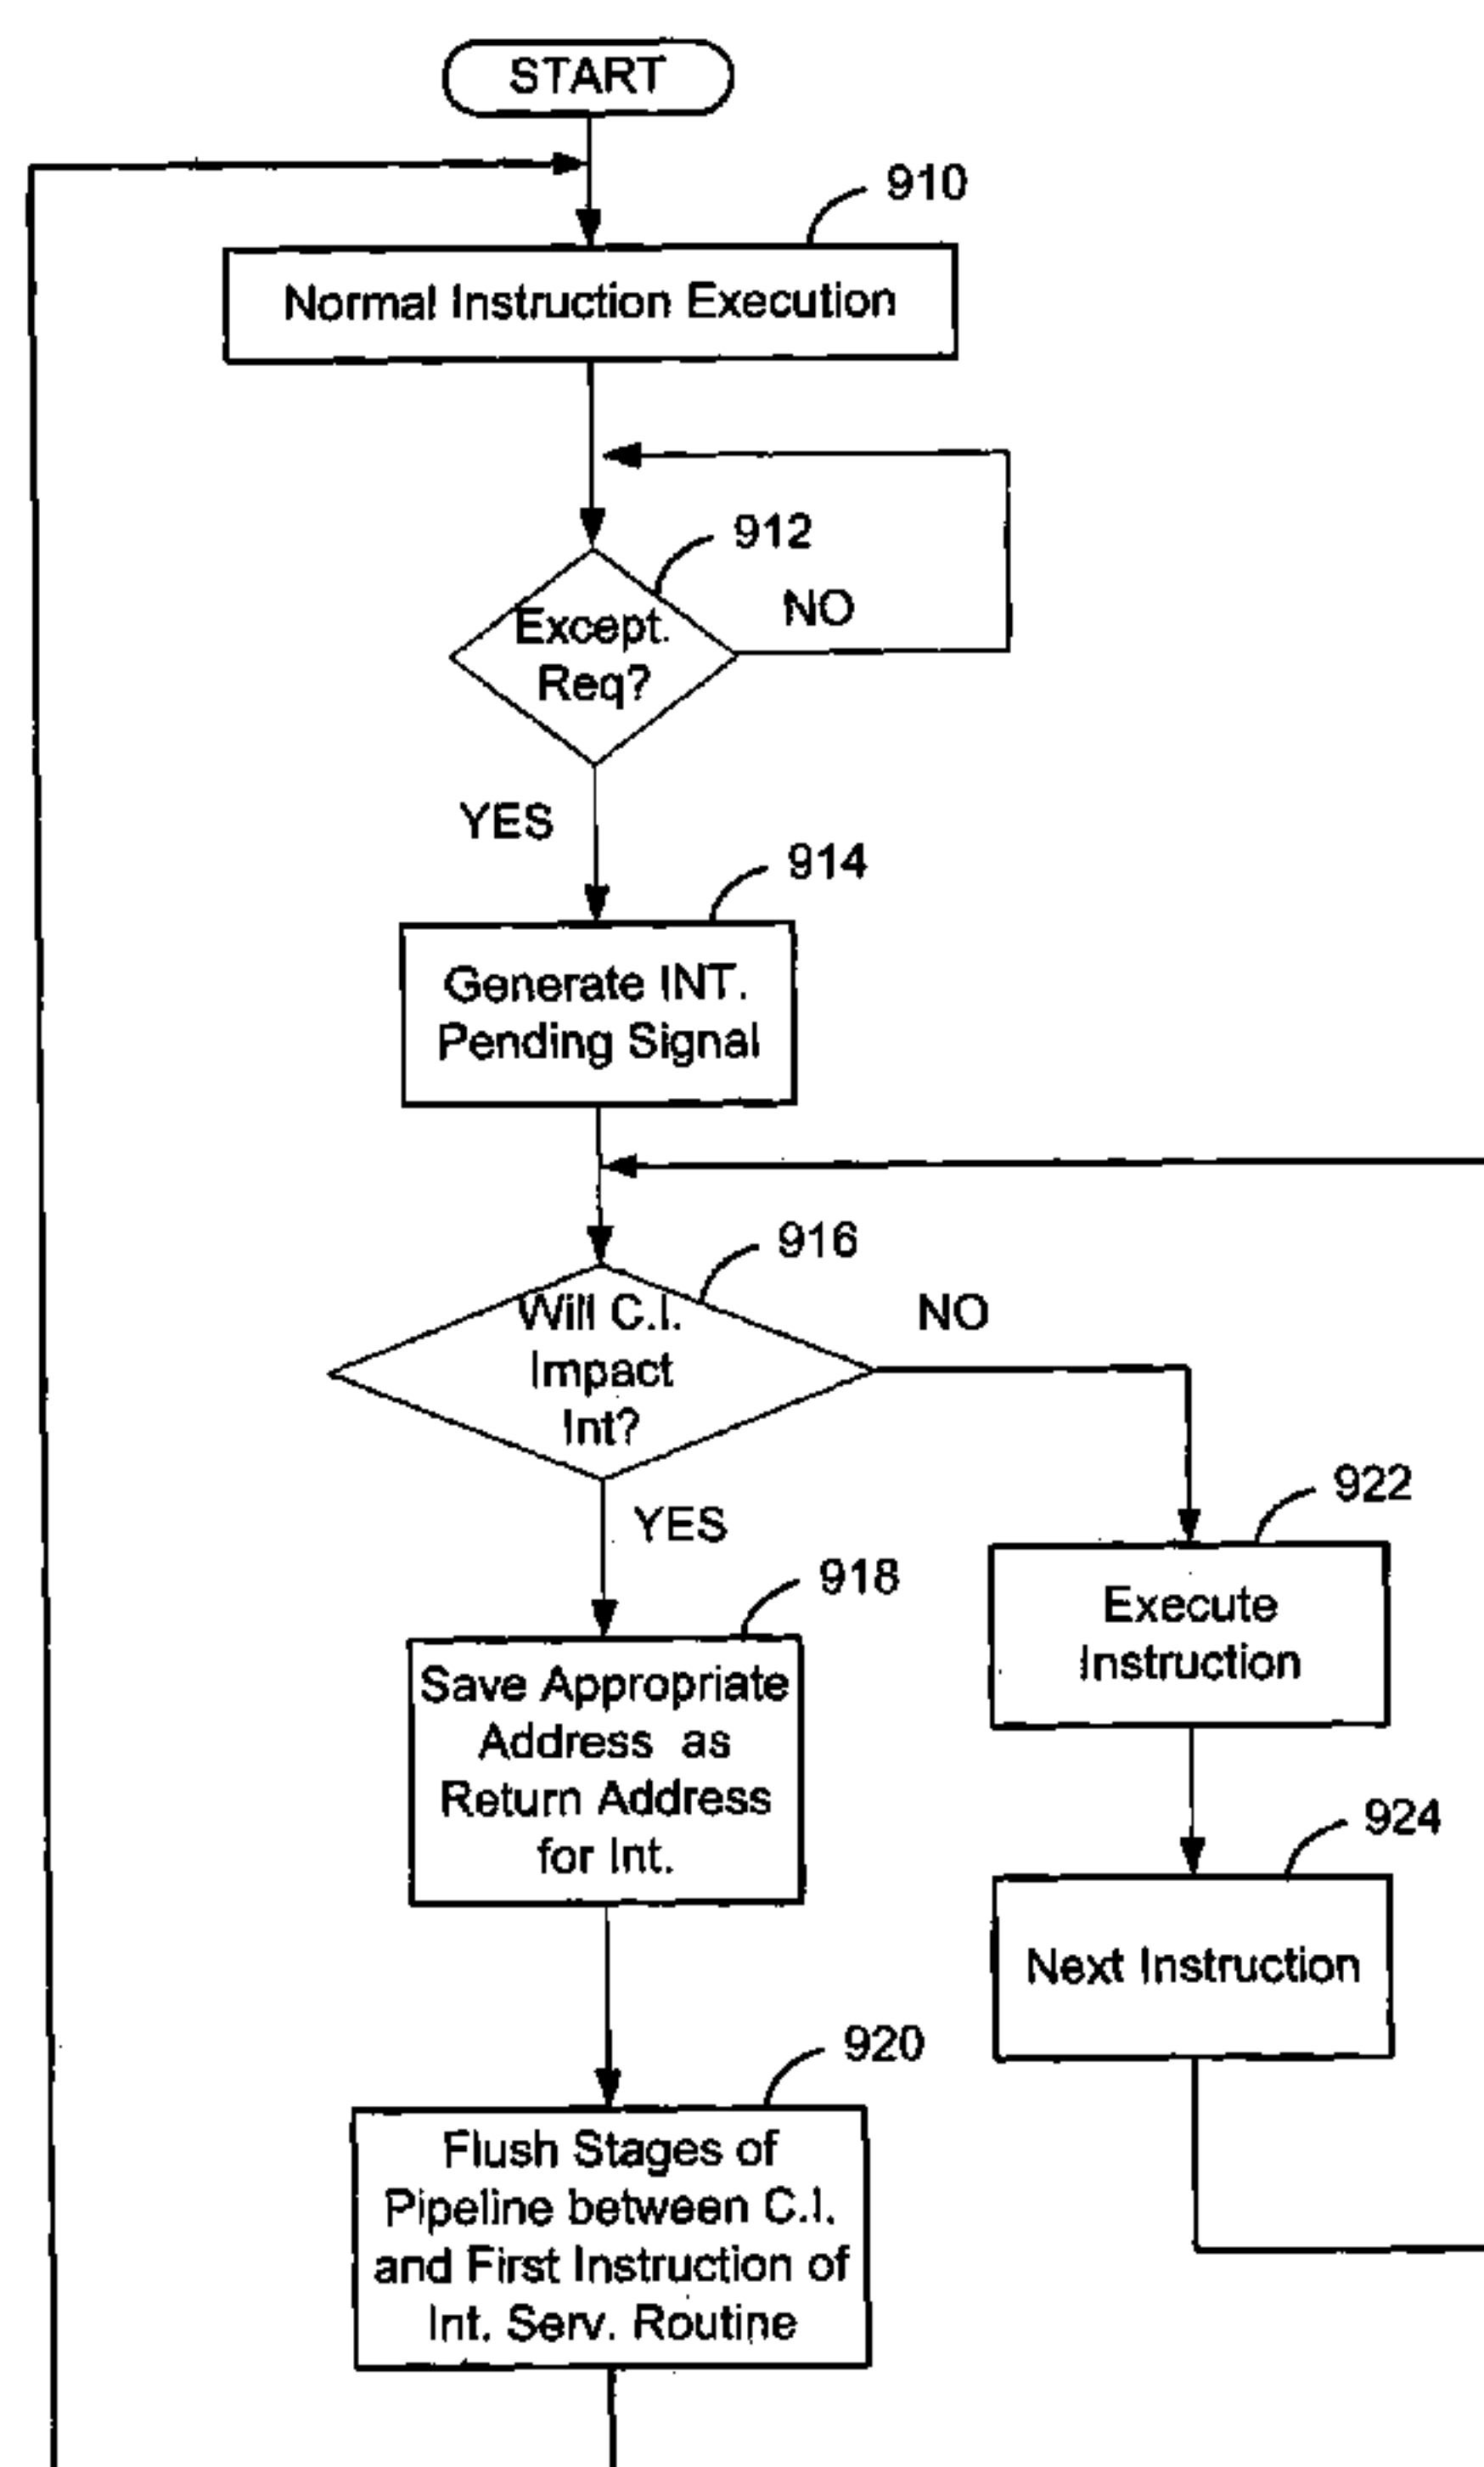 START
910
Normal Instruction Execution
912
Except.
Req?
NO
YES
914
Generate INT.
Pending Signal
916
Will C.I.
Impact
Int?
NO
YES
918
Save Appropriate
Address as
Return Address
for Int.
922
Execute
Instruction
924
Next Instruction
920
Flush Stages of
Pipeline between C.I.
and First Instruction of
Int. Serv. Routine